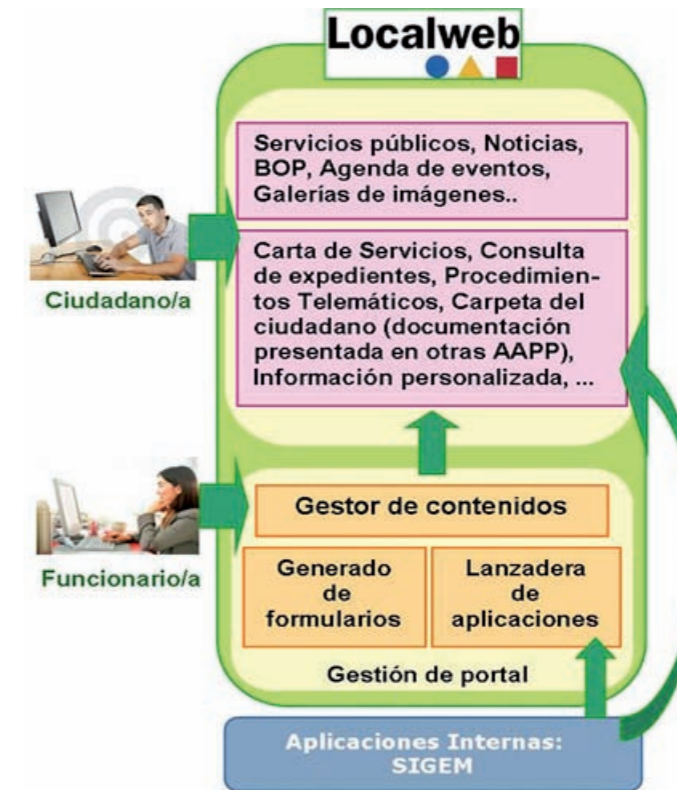 Localweb
Servicios públicos, Noticias,
BOP, Agenda de eventos,
Galerías de imágenes..
Ciudadano/a
Carta de Servicios, Consulta
de expedientes, Procedimien-
tos Telemáticos, Carpeta del
ciudadano (documentación
presentada en otras AAPP),
Información personalizada, ...
Funcionario/a
Gestor de contenidos
Generado
de
formularios
Lanzadera
de
aplicaciones
Gestión de portal
Aplicaciones Internas:
SIGEM